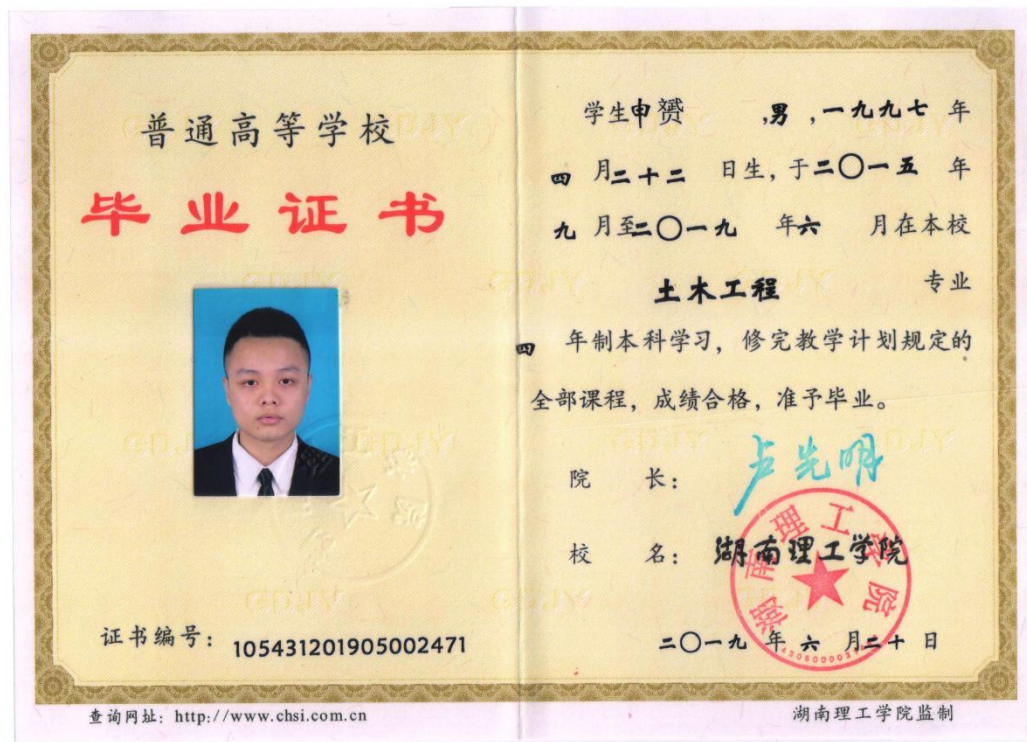 普通高等学校
毕业证书
证书编号：105431201905002471
查询网址：http://www.chsi.com.cn
学生申赟，男，一九九七年
四月二十二日生，于二〇一五年
九月至二〇一九年六月在本校
土木工程专业
四年制本科学习，修完教学计划规定的
全部课程，成绩合格，准予毕业。
院长：卢先明
校名：湖南理工学院
湖南理工学院
二〇一九年六月二十日
湖南理工学院监制